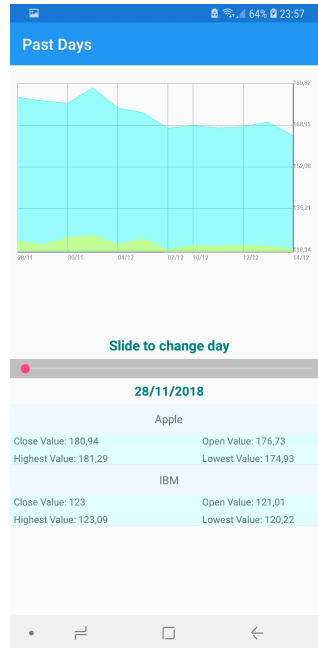 64% 23:57
Past Days
185,82
168,95
152,08
135,21
118,34
28/11 30/11 04/12 07/12 10/12 12/12 14/12
Slide to change day
28/11/2018
Apple
Close Value: 180,94 Open Value: 176,73
Highest Value: 181,29 Lowest Value: 174,93
IBM
Close Value: 123 Open Value: 121,01
Highest Value: 123,09 Lowest Value: 120,22